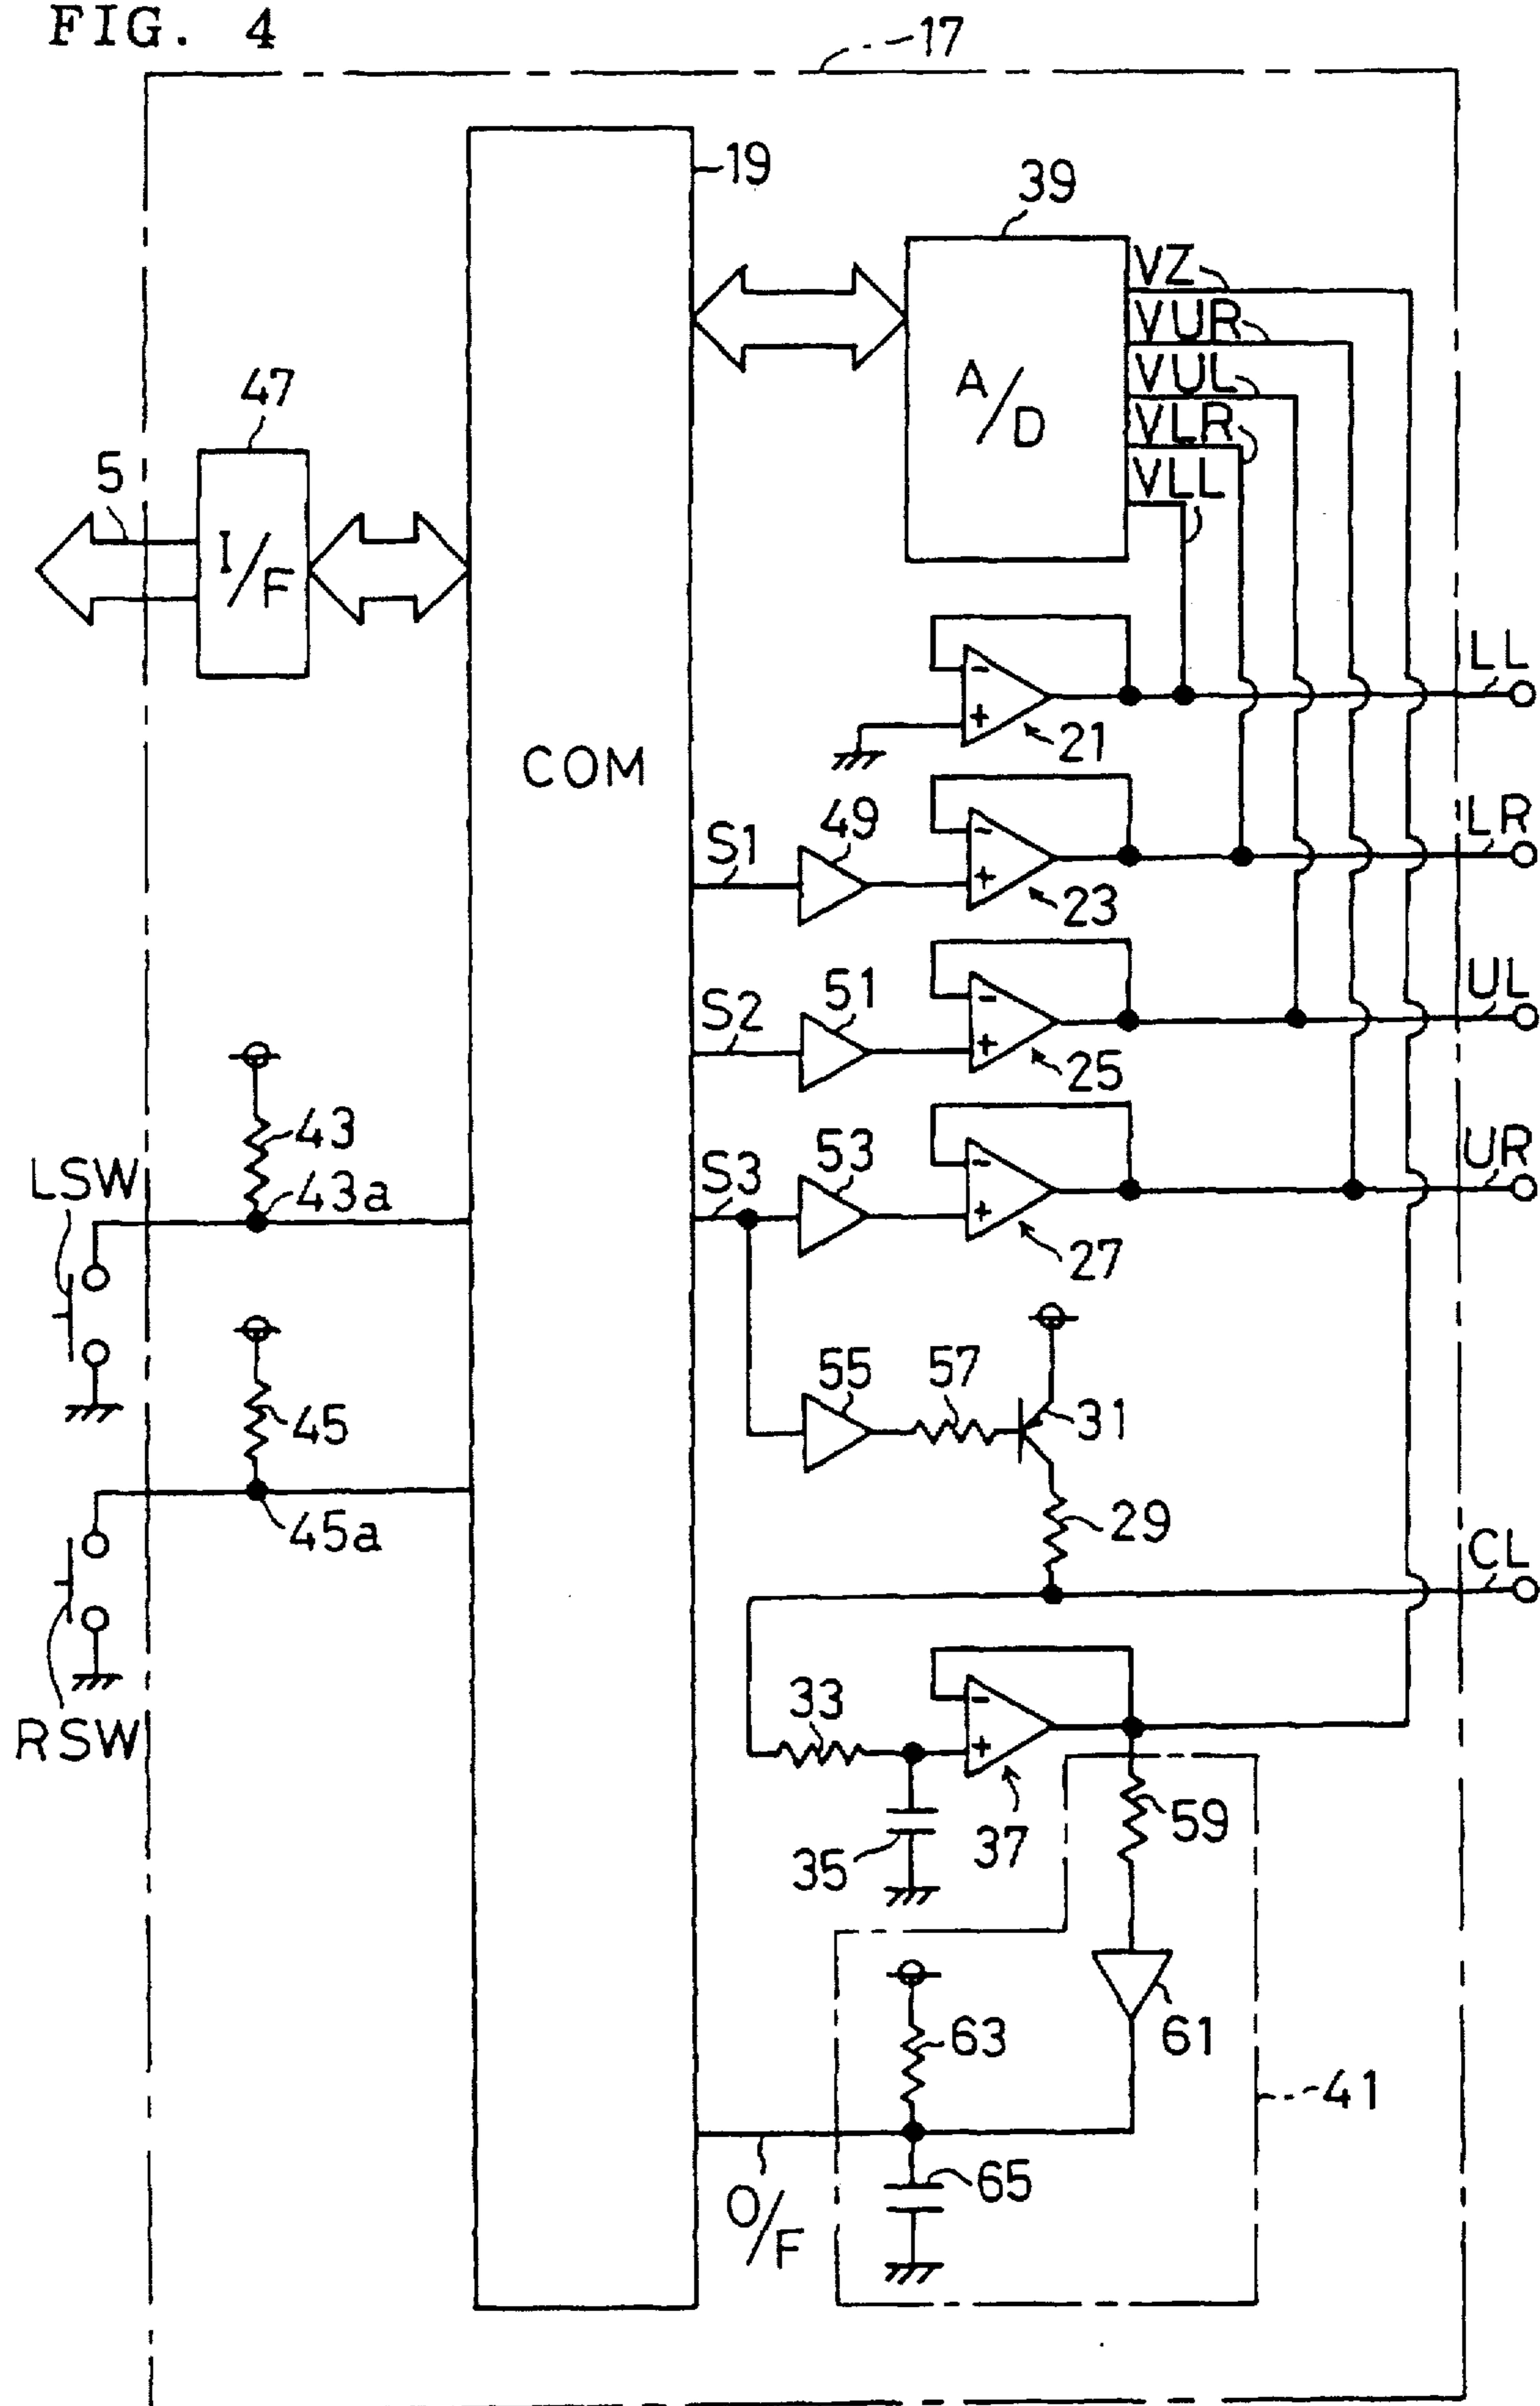 FIG. 4
17
19
39
VZ
VUR
VUL
VLR
VLL
A/D
47
5
I/F
LL
21
COM
LR
S1
49
23
UL
S2
51
25
43
UR
LSW
43a
S3
53
27
55
57
31
45
29
45a
CL
33
RSW
59
35
37
63
61
41
65
O/F